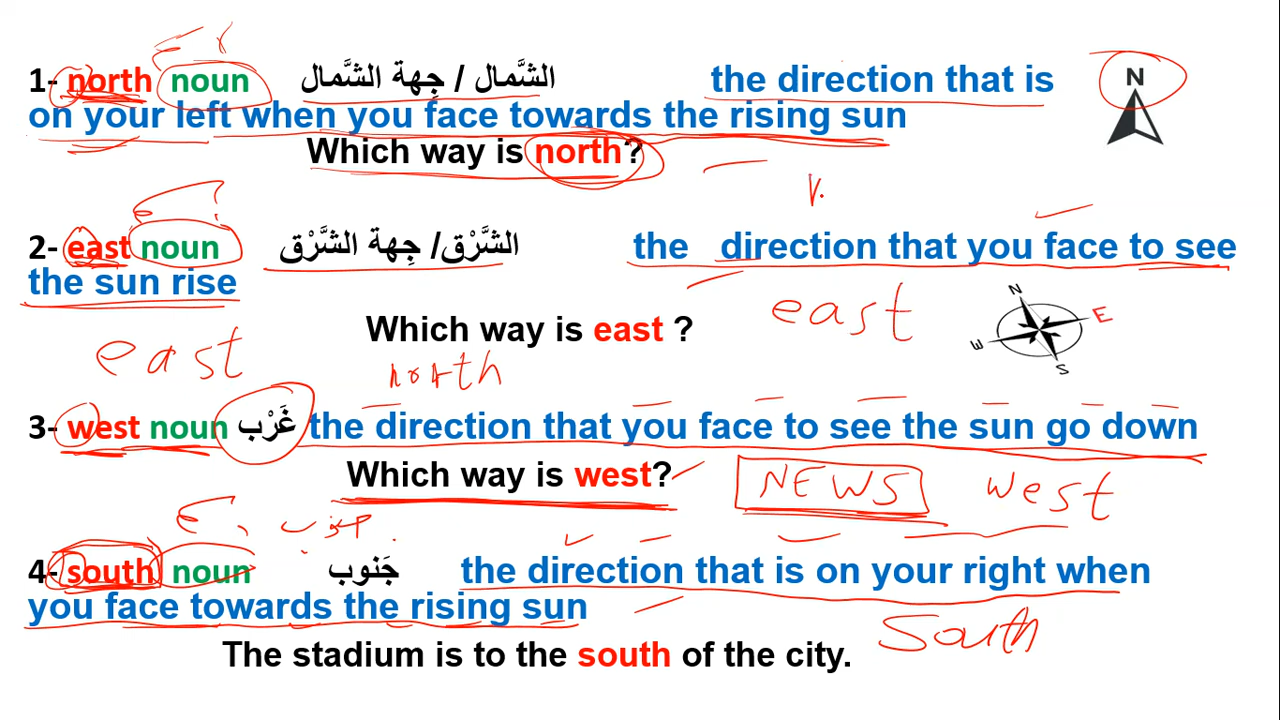 1- north noun الشَّمال / جِهة الشَّمال the direction that is N
on your left when you face towards the rising sun
Which way is north?
2- east noun الشَّرْق/ جِهة الشَّرْق the direction that you face to see
the sun rise
east
N E W S
Which way is east ?
east
north
3- west noun غَرْب the direction that you face to see the sun go down
Which way is west?
NEWS west
جنوب
4- south noun جَنوب the direction that is on your right when
you face towards the rising sun
South
The stadium is to the south of the city.